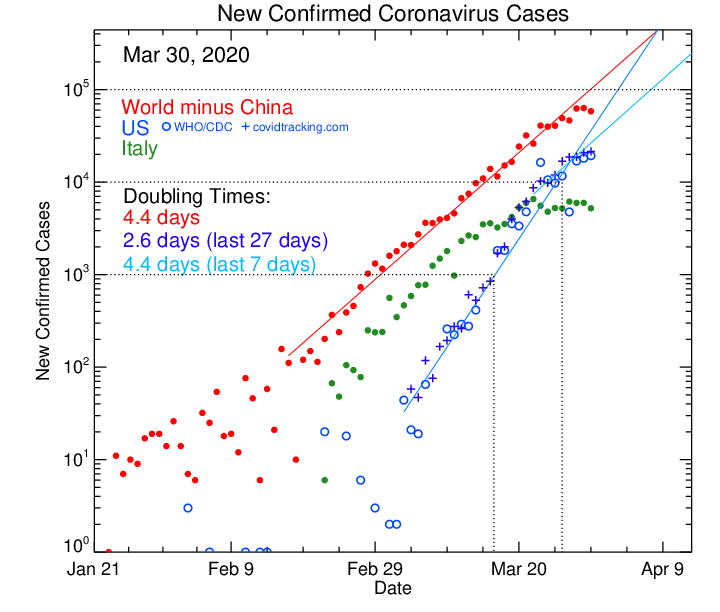 New Confirmed Coronavirus Cases
Mar 30, 2020
World minus China
US WHO/CDC + covidtracking.com
Italy
Doubling Times:
4.4 days
2.6 days (last 27 days)
4.4 days (last 7 days)
New Confirmed Cases
10^5
10^4
10^3
10^2
10^1
10^0
Jan 21 Feb 9 Feb 29 Mar 20 Apr 9
Date